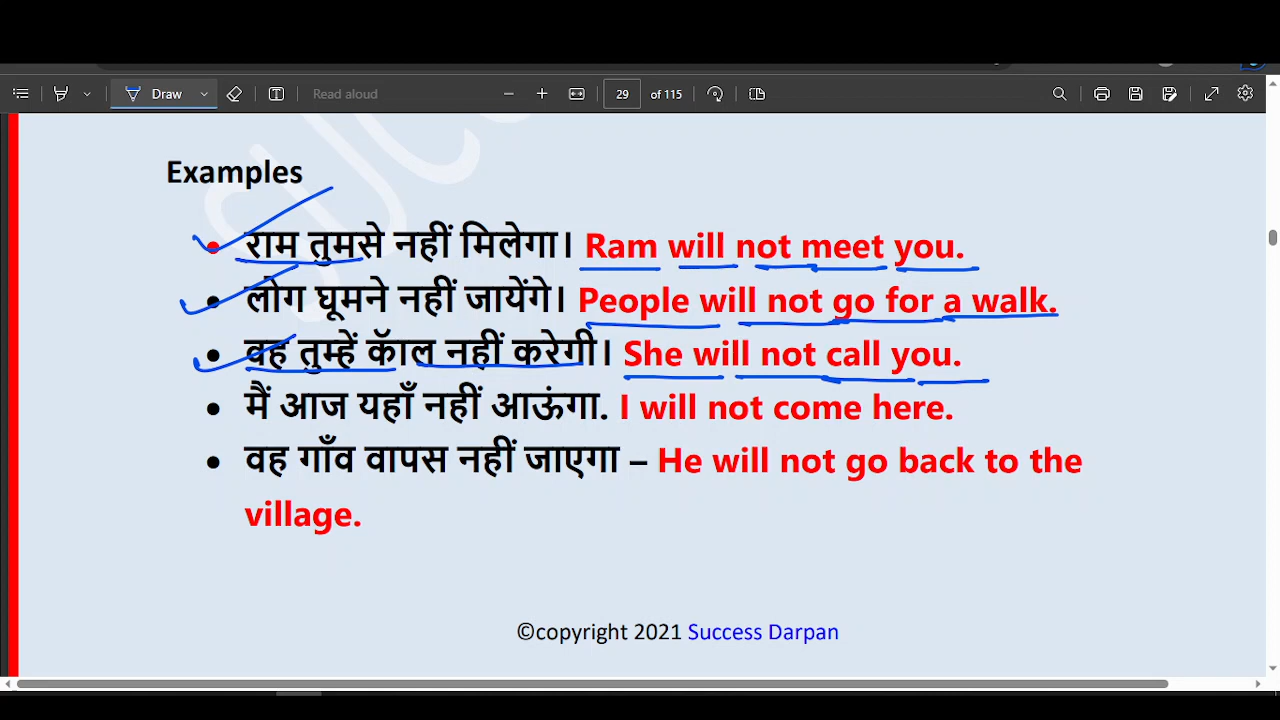 Draw
Read aloud
29 of 115
Examples
• राम तुमसे नहीं मिलेगा। Ram will not meet you.
• लोग घूमने नहीं जायेंगे। People will not go for a walk.
• वह तुम्हें कॅाल नहीं करेगी। She will not call you.
• मैं आज यहाँ नहीं आऊंगा. I will not come here.
• वह गाँव वापस नहीं जाएगा – He will not go back to the
village.
©copyright 2021 Success Darpan